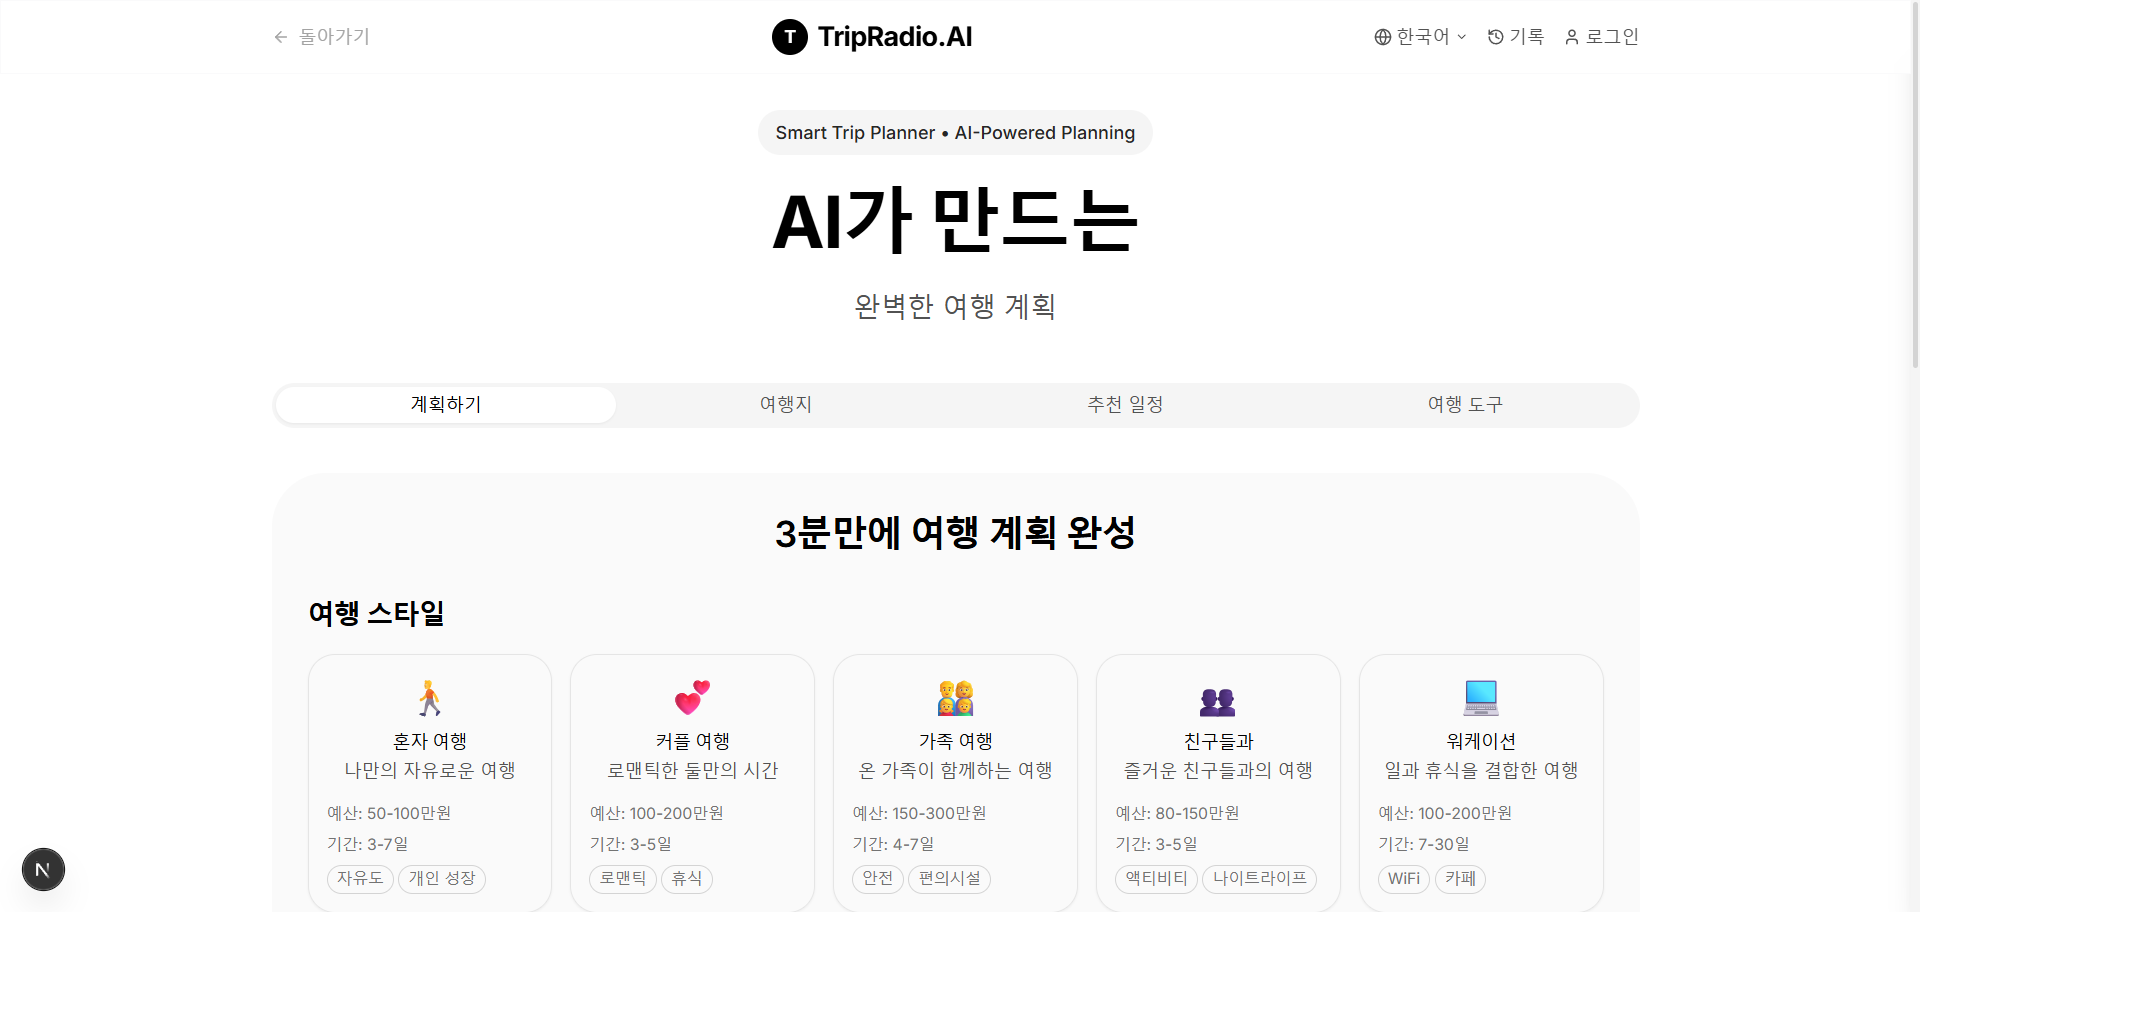 돌아가기
T TripRadio.AI
한국어
기록
로그인
Smart Trip Planner • AI-Powered Planning
AI가 만드는
완벽한 여행 계획
계획하기
여행지
추천 일정
여행 도구
3분만에 여행 계획 완성
여행 스타일
혼자 여행
나만의 자유로운 여행
예산: 50-100만원
기간: 3-7일
자유도
개인 성장
커플 여행
로맨틱한 둘만의 시간
예산: 100-200만원
기간: 3-5일
로맨틱
휴식
가족 여행
온 가족이 함께하는 여행
예산: 150-300만원
기간: 4-7일
안전
편의시설
친구들과
즐거운 친구들과의 여행
예산: 80-150만원
기간: 3-5일
액티비티
나이트라이프
워케이션
일과 휴식을 결합한 여행
예산: 100-200만원
기간: 7-30일
WiFi
카페
N